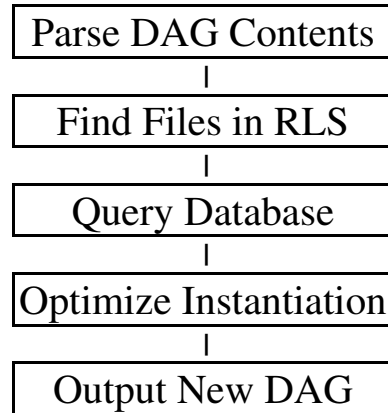 Parse DAG Contents
Find Files in RLS
Query Database
Optimize Instantiation
Output New DAG